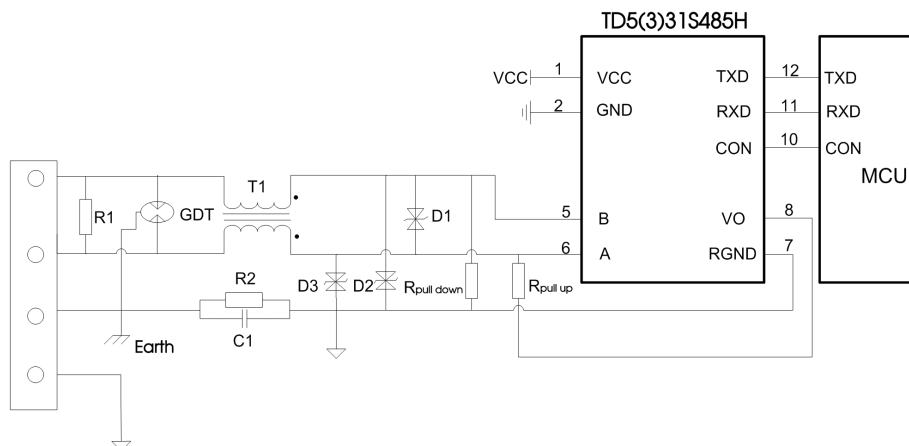 TD5(3)31S485H
VCC 1 VCC TXD 12 TXD
2 GND RXD 11 RXD
CON 10 CON
MCU
T1
R1 GDT D1
5 B VO 8
6 A RGND 7
R2 D3 D2 Rpull down Rpull up
C1
Earth